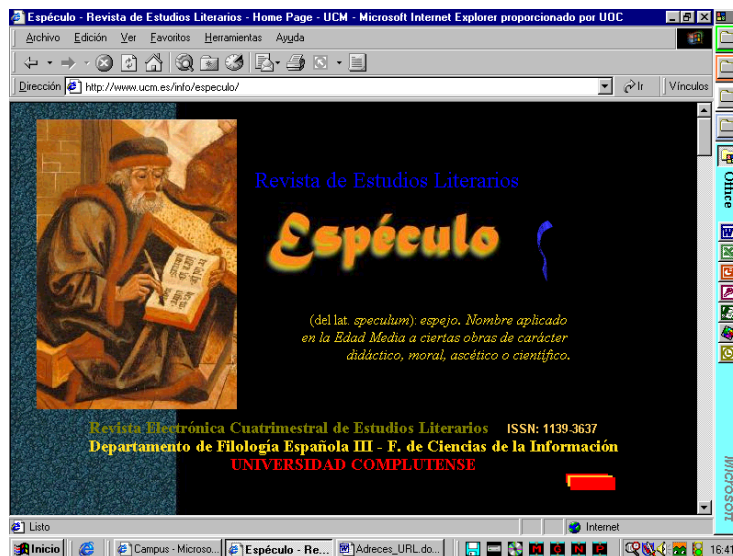 Espéculo - Revista de Estudios Literarios - Home Page - UCM - Microsoft Internet Explorer proporcionado por UOC
Archivo Edición Ver Favoritos Herramientas Ayuda
Dirección http://www.ucm.es/info/especulo/ Ir Vínculos
Office
Revista de Estudios Literarios
Espéculo
(del lat. speculum): espejo. Nombre aplicado
en la Edad Media a ciertas obras de carácter
didáctico, moral, ascético o científico.
Revista Electrónica Cuatrimestral de Estudios Literarios ISSN: 1139-3637
Departamento de Filología Española III - F. de Ciencias de la Información
UNIVERSIDAD COMPLUTENSE
MICROSOFT
Listo Internet
Inicio Campus - Microso... Espéculo - Re... Adreces_URL.do... M G N P 16:41